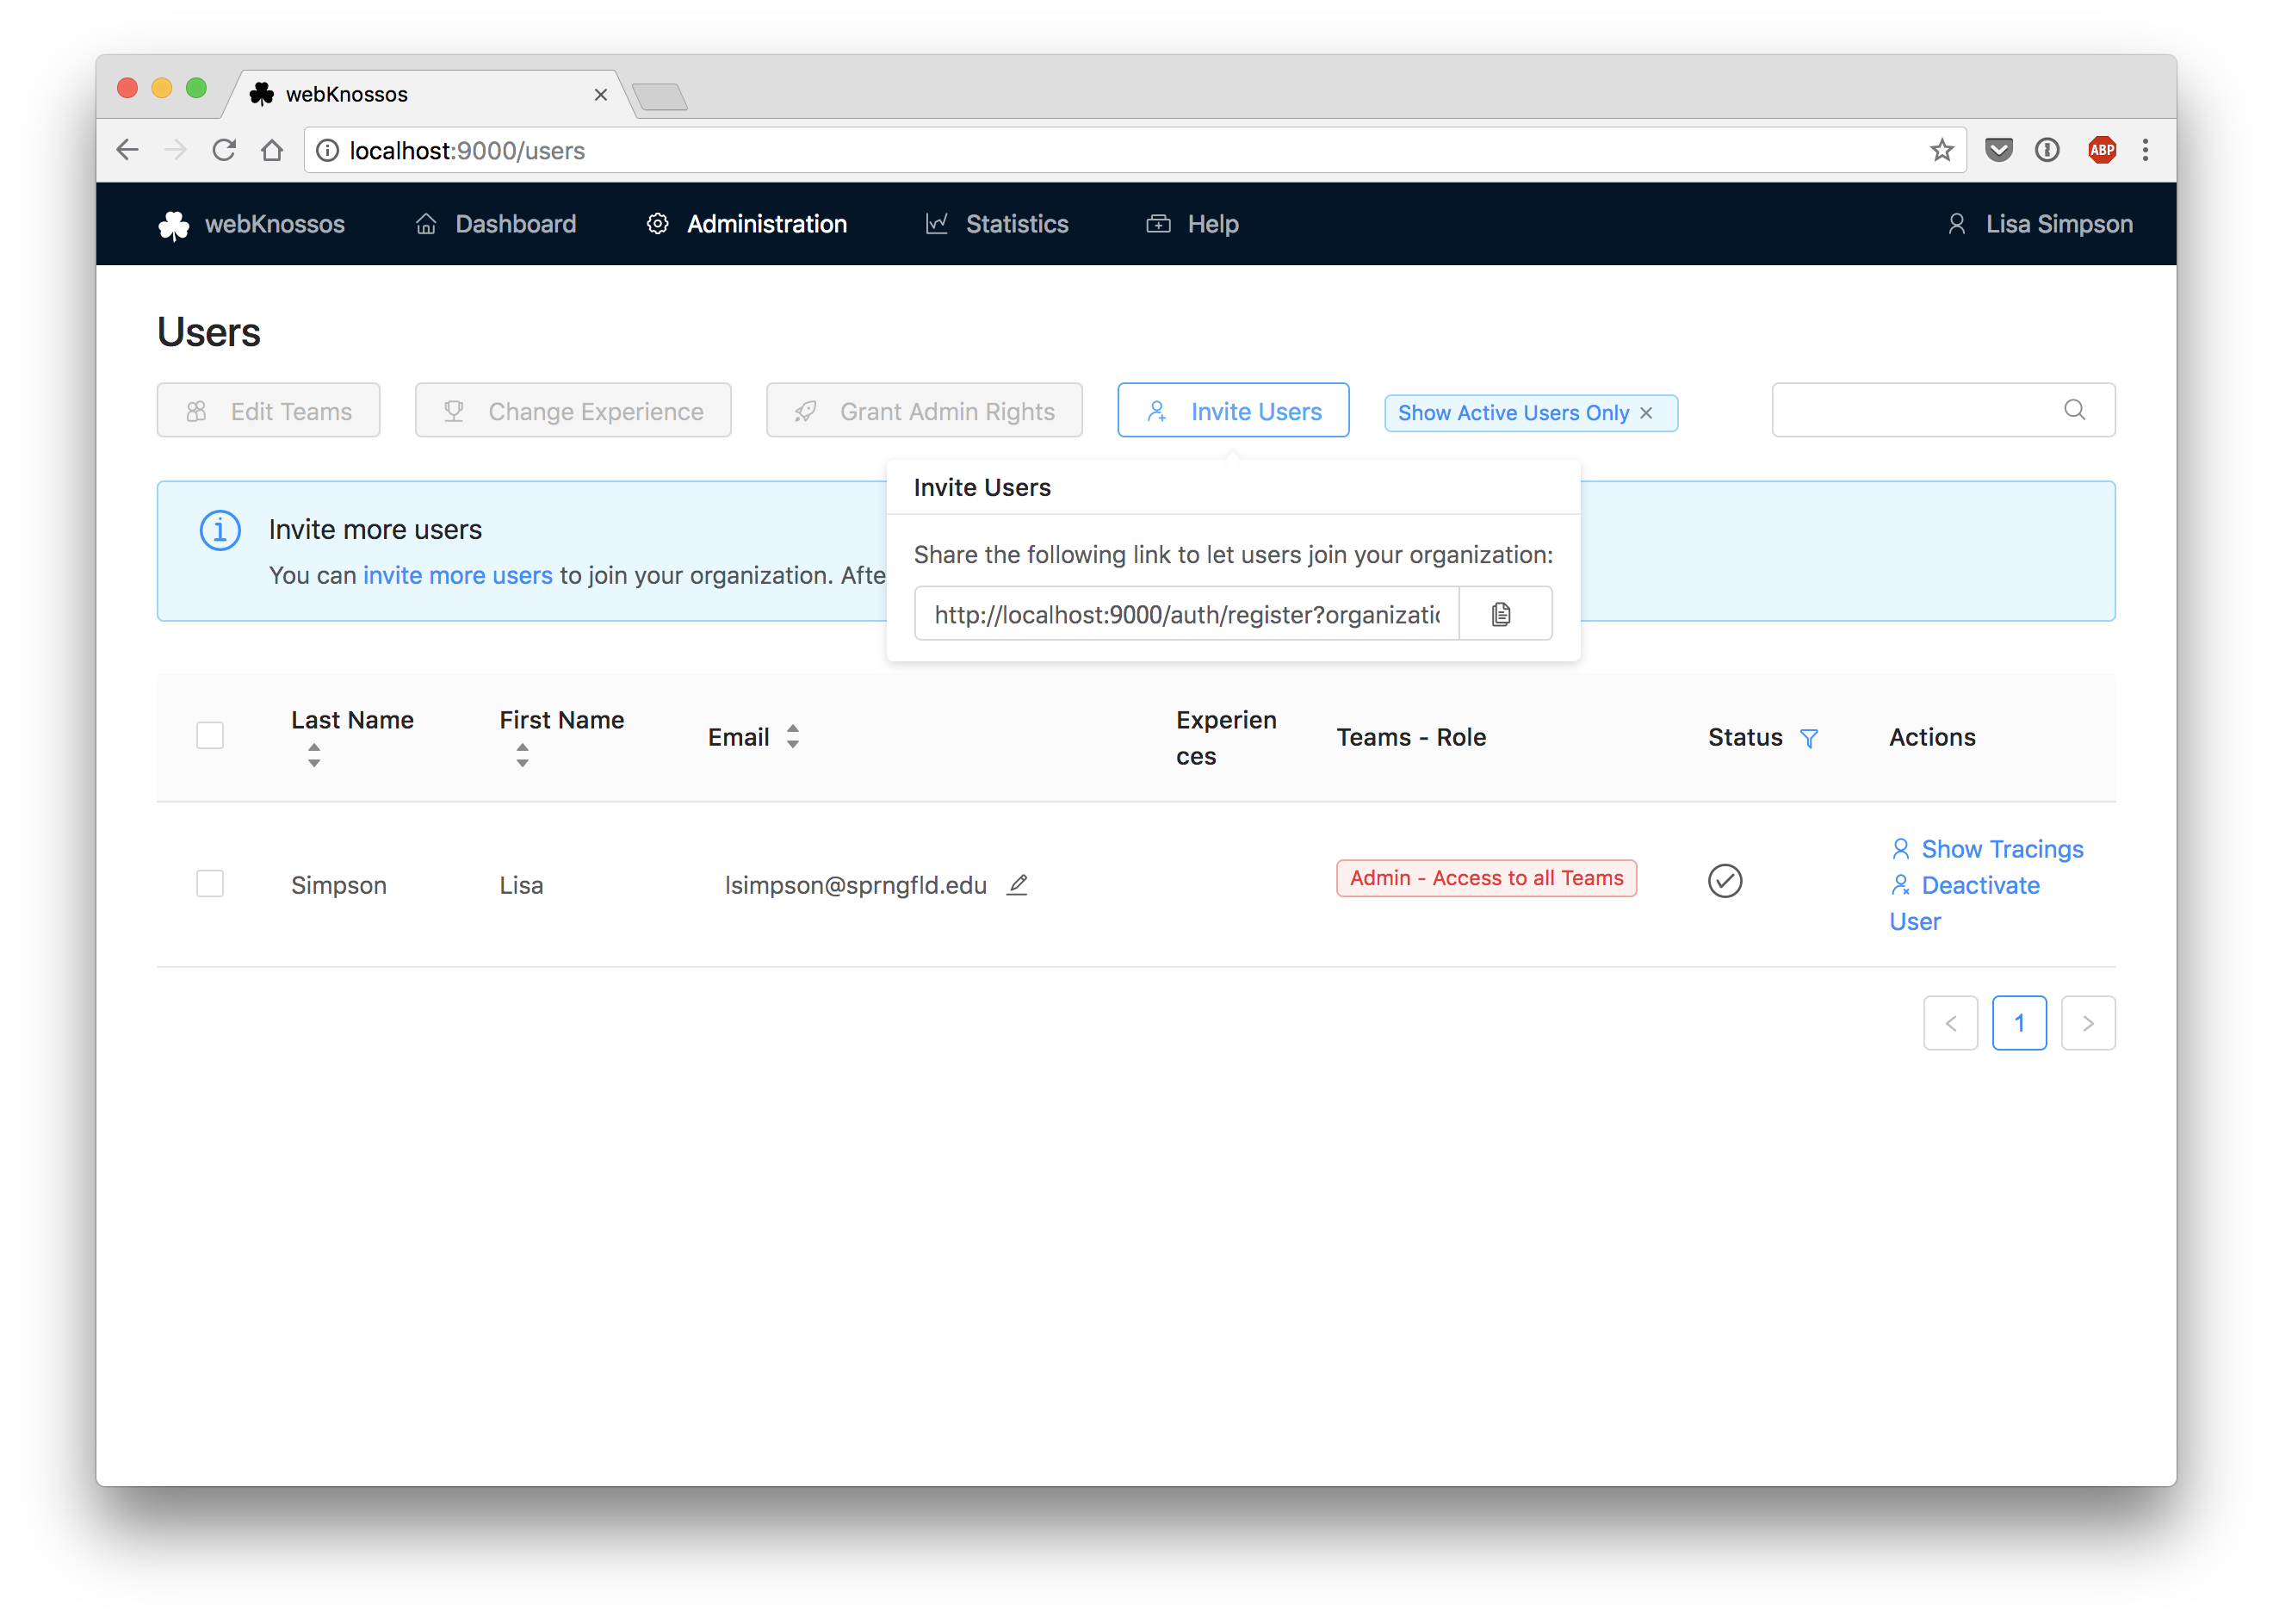 webKnossos
localhost:9000/users
ABP
webKnossos Dashboard Administration Statistics Help Lisa Simpson
Users
Edit Teams Change Experience Grant Admin Rights Invite Users Show Active Users Only
Invite Users
Invite more users
Share the following link to let users join your organization:
You can invite more users to join your organization. Afte
http://localhost:9000/auth/register?organizatio
Last Name First Name Email Experien
ces Teams - Role Status Actions
Simpson Lisa lsimpson@sprngfld.edu Admin - Access to all Teams Show Tracings
Deactivate
User
1